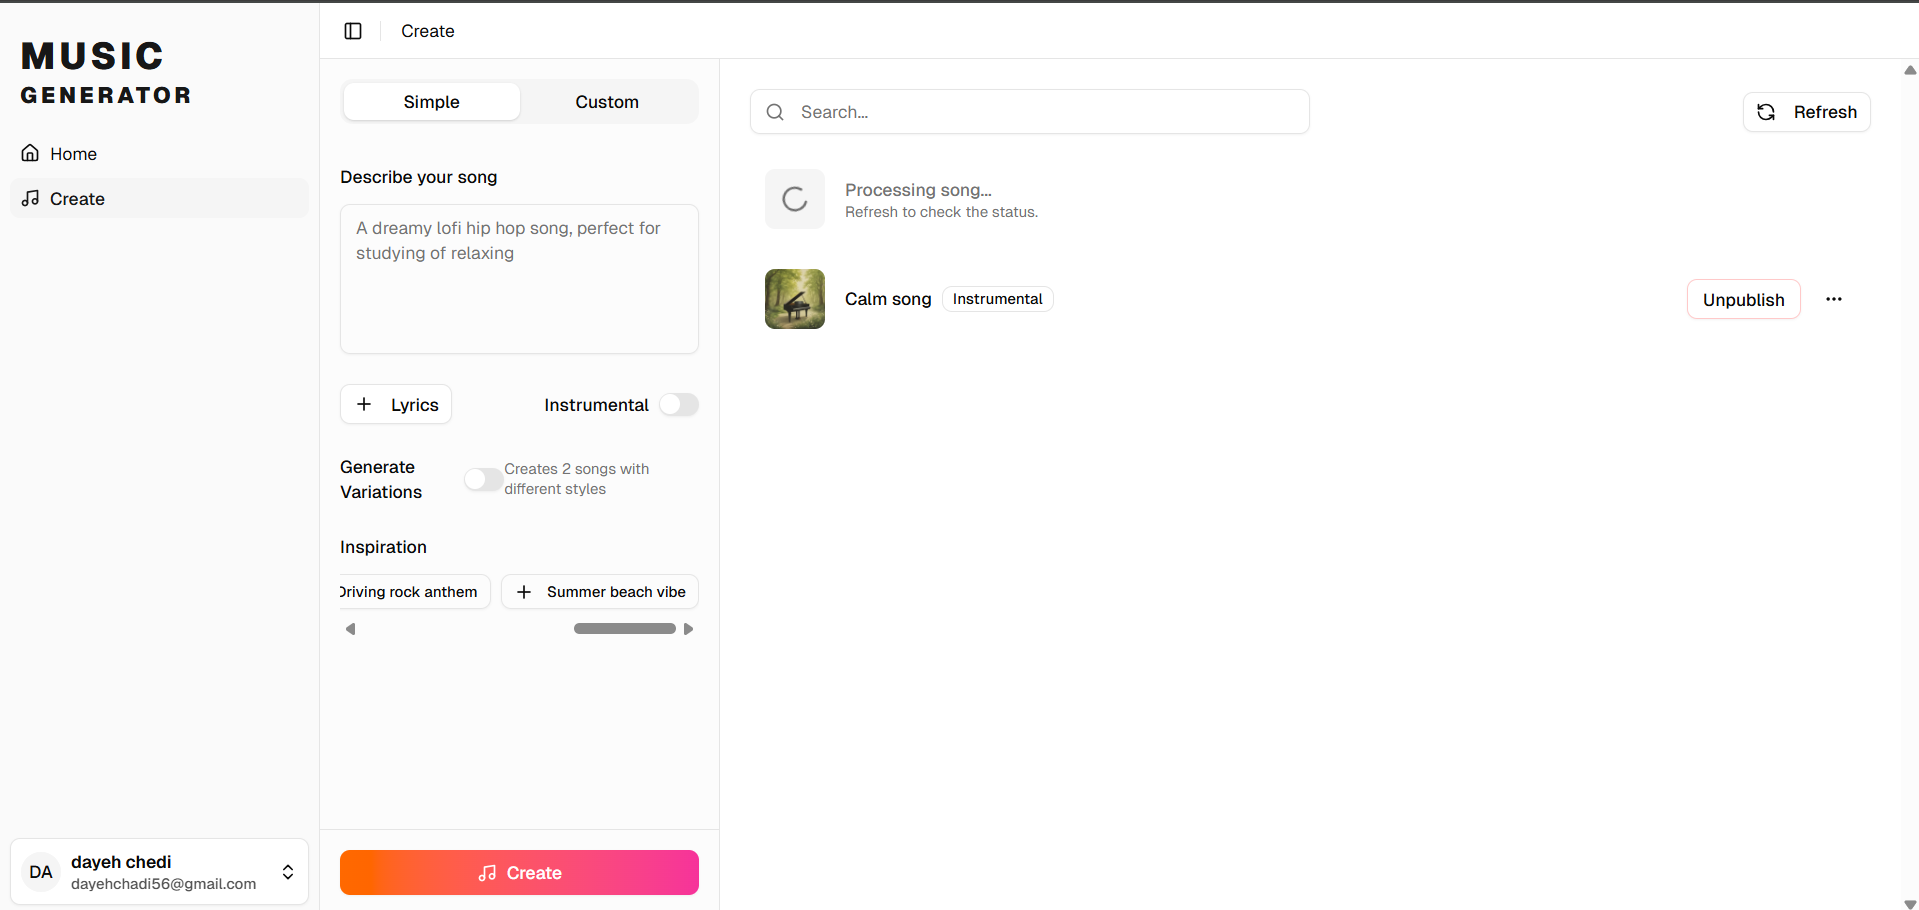 MUSIC
GENERATOR
Home
Create
dayeh chedi
dayehchadi56@gmail.com
DA
Create
Simple
Custom
Describe your song
A dreamy lofi hip hop song, perfect for
studying of relaxing
Lyrics
Instrumental
Generate
Variations
Creates 2 songs with
different styles
Inspiration
Driving rock anthem
Summer beach vibe
Create
Search...
Refresh
Processing song...
Refresh to check the status.
Calm song
Instrumental
Unpublish